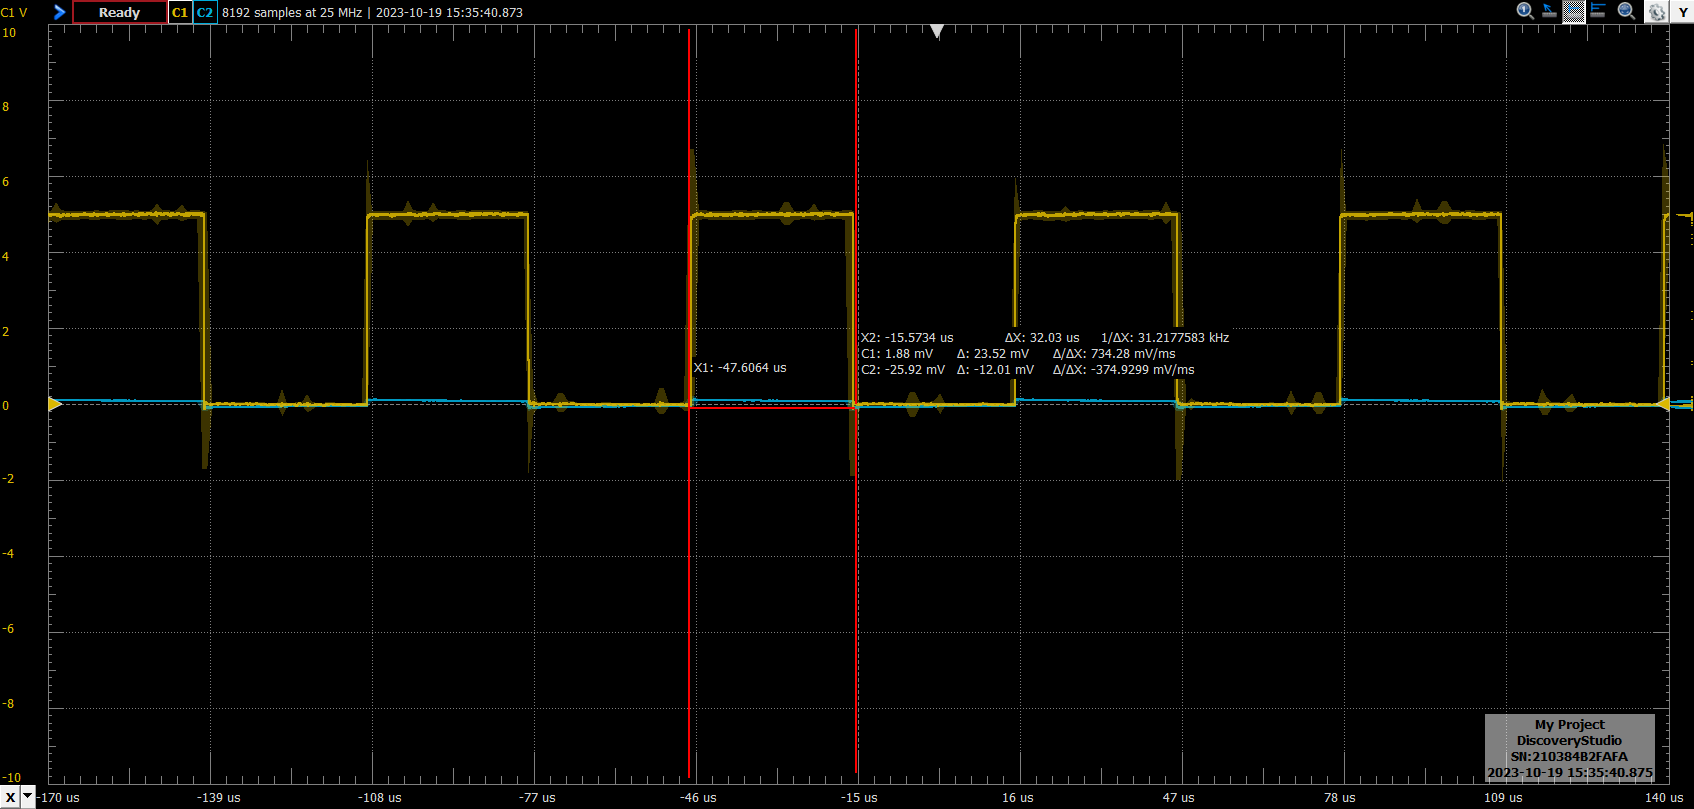 C1 V Ready C1 C2 8192 samples at 25 MHz | 2023-10-19 15:35:40.873 Y
10
8
6
4
2
0
-2
-4
-6
-8
-10
X1: -47.6064 us
X2: -15.5734 us ΔX: 32.03 us 1/ΔX: 31.2177583 kHz
C1: 1.88 mV Δ: 23.52 mV Δ/ΔX: 734.28 mV/ms
C2: -25.92 mV Δ: -12.01 mV Δ/ΔX: -374.9299 mV/ms
My Project
DiscoveryStudio
SN:210384B2FAFA
2023-10-19 15:35:40.875
X -170 us -139 us -108 us -77 us -46 us -15 us 16 us 47 us 78 us 109 us 140 us